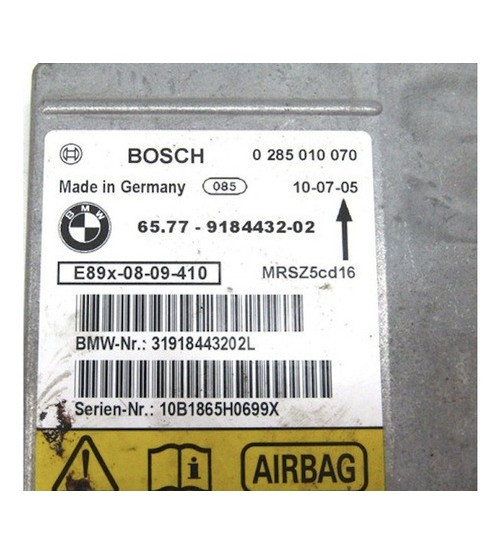 BOSCH 0 285 010 070
Made in Germany 085 10-07-05
BMW 65.77 - 9184432-02
E89x-08-09-410 MRSZ5cd16
BMW-Nr.: 31918443202L
Serien-Nr.: 10B1865H0699X
AIRBAG